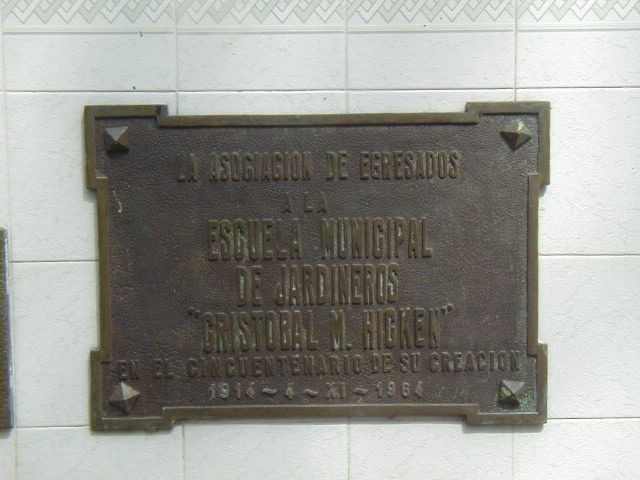 LA ASOCIACION DE EGRESADOS
A LA
ESCUELA MUNICIPAL
DE JARDINEROS
"CRISTOBAL M. HICKEN"
EN EL CINCUENTENARIO DE SU CREACION
1914~4~XI~1964